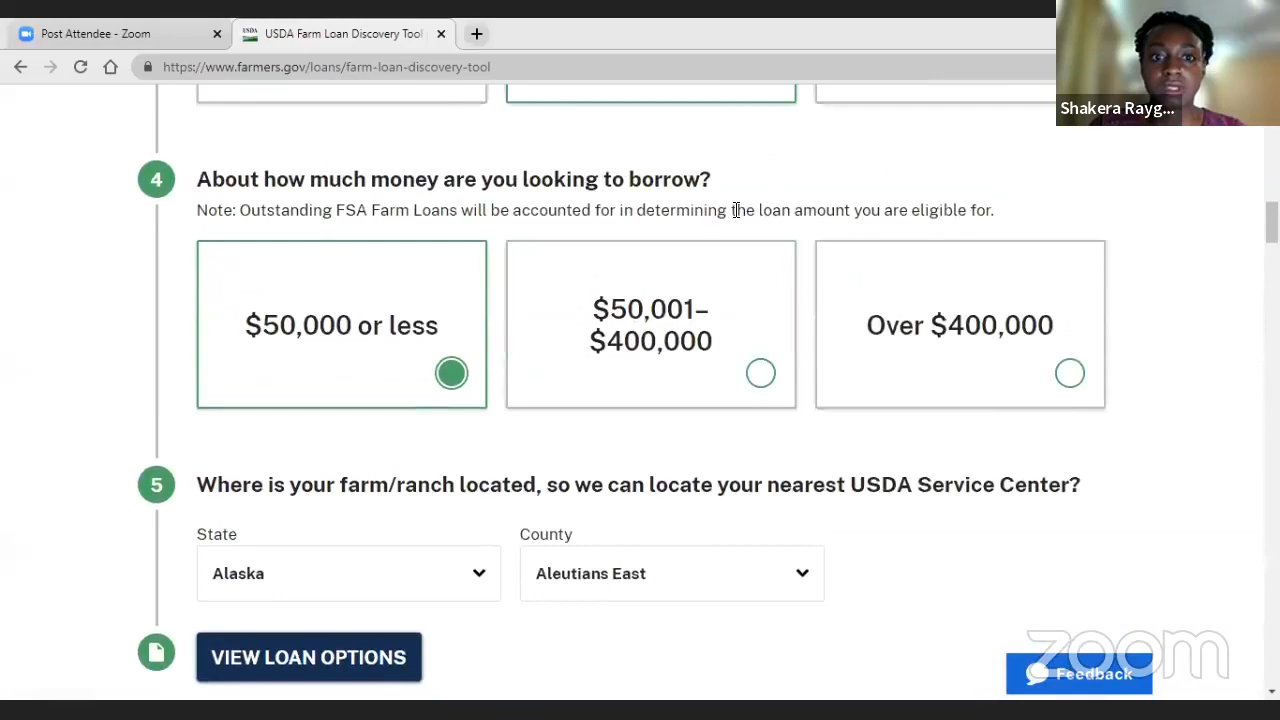 Post Attendee - Zoom
USDA
USDA Farm Loan Discovery Tool
https://www.farmers.gov/loans/farm-loan-discovery-tool
Shakera Rayg...
4
About how much money are you looking to borrow?
Note: Outstanding FSA Farm Loans will be accounted for in determining the loan amount you are eligible for.
$50,000 or less
$50,001–
$400,000
Over $400,000
5
Where is your farm/ranch located, so we can locate your nearest USDA Service Center?
State
County
Alaska
Aleutians East
VIEW LOAN OPTIONS
Feedback
zoom